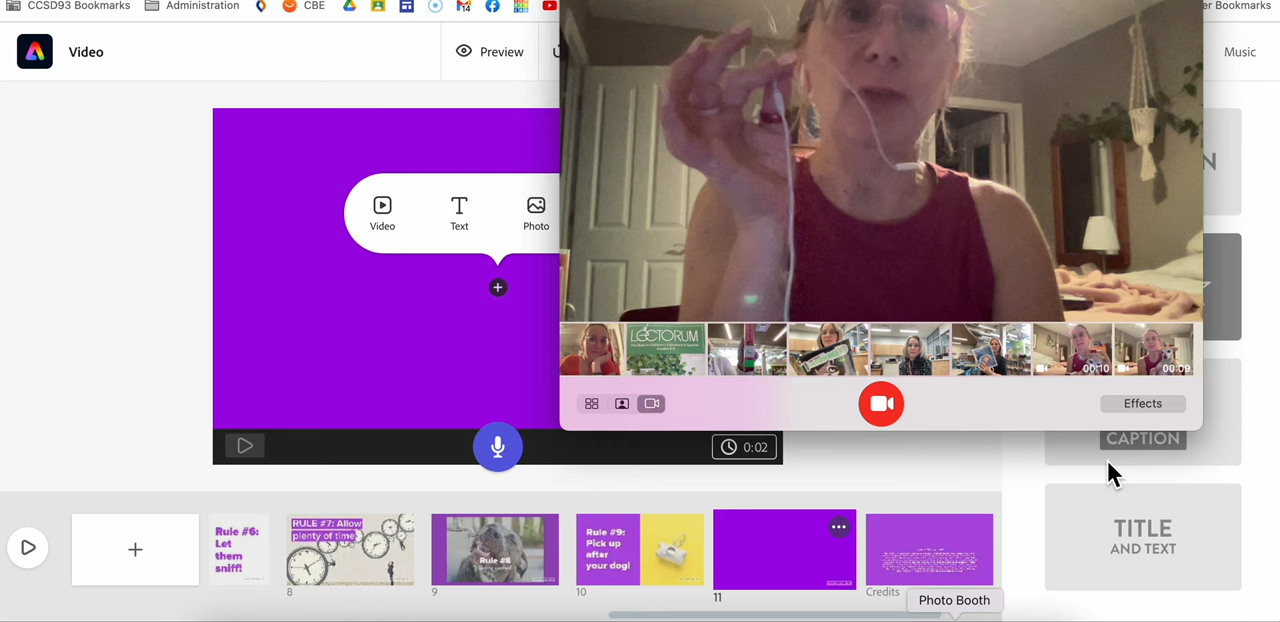 CCSD93 Bookmarks
Administration
CBE
14
er Bookmarks
Video
Preview
Music
Video
Text
Photo
N
LECTORUM
00:10
00:09
Effects
CAPTION
0:02
TITLE
AND TEXT
Rule #6:
Let
them
sniff!
RULE #7: Allow
plenty of time
Rule #8
Rule #9:
Pick up
after
your dog!
8
9
10
11
Credits
Photo Booth